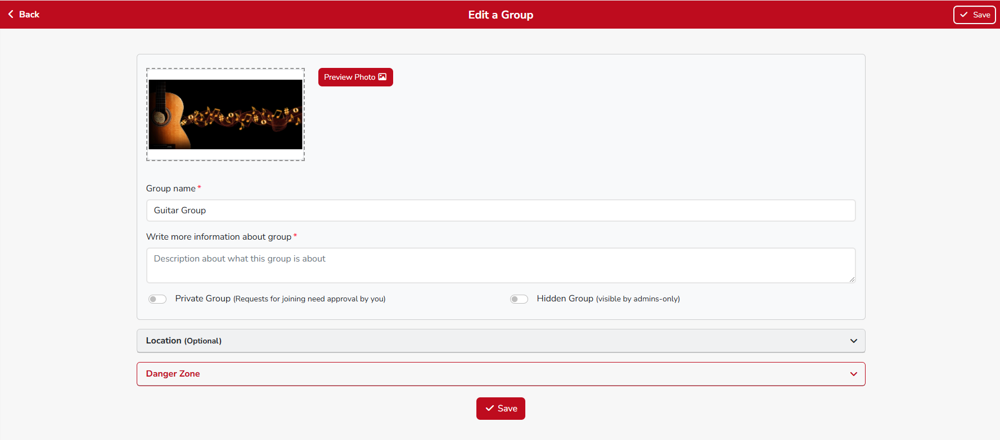 Back
Edit a Group
Save
Preview Photo
Group name *
Guitar Group
Write more information about group *
Description about what this group is about
Private Group (Requests for joining need approval by you)
Hidden Group (visible by admins-only)
Location (Optional)
Danger Zone
Save